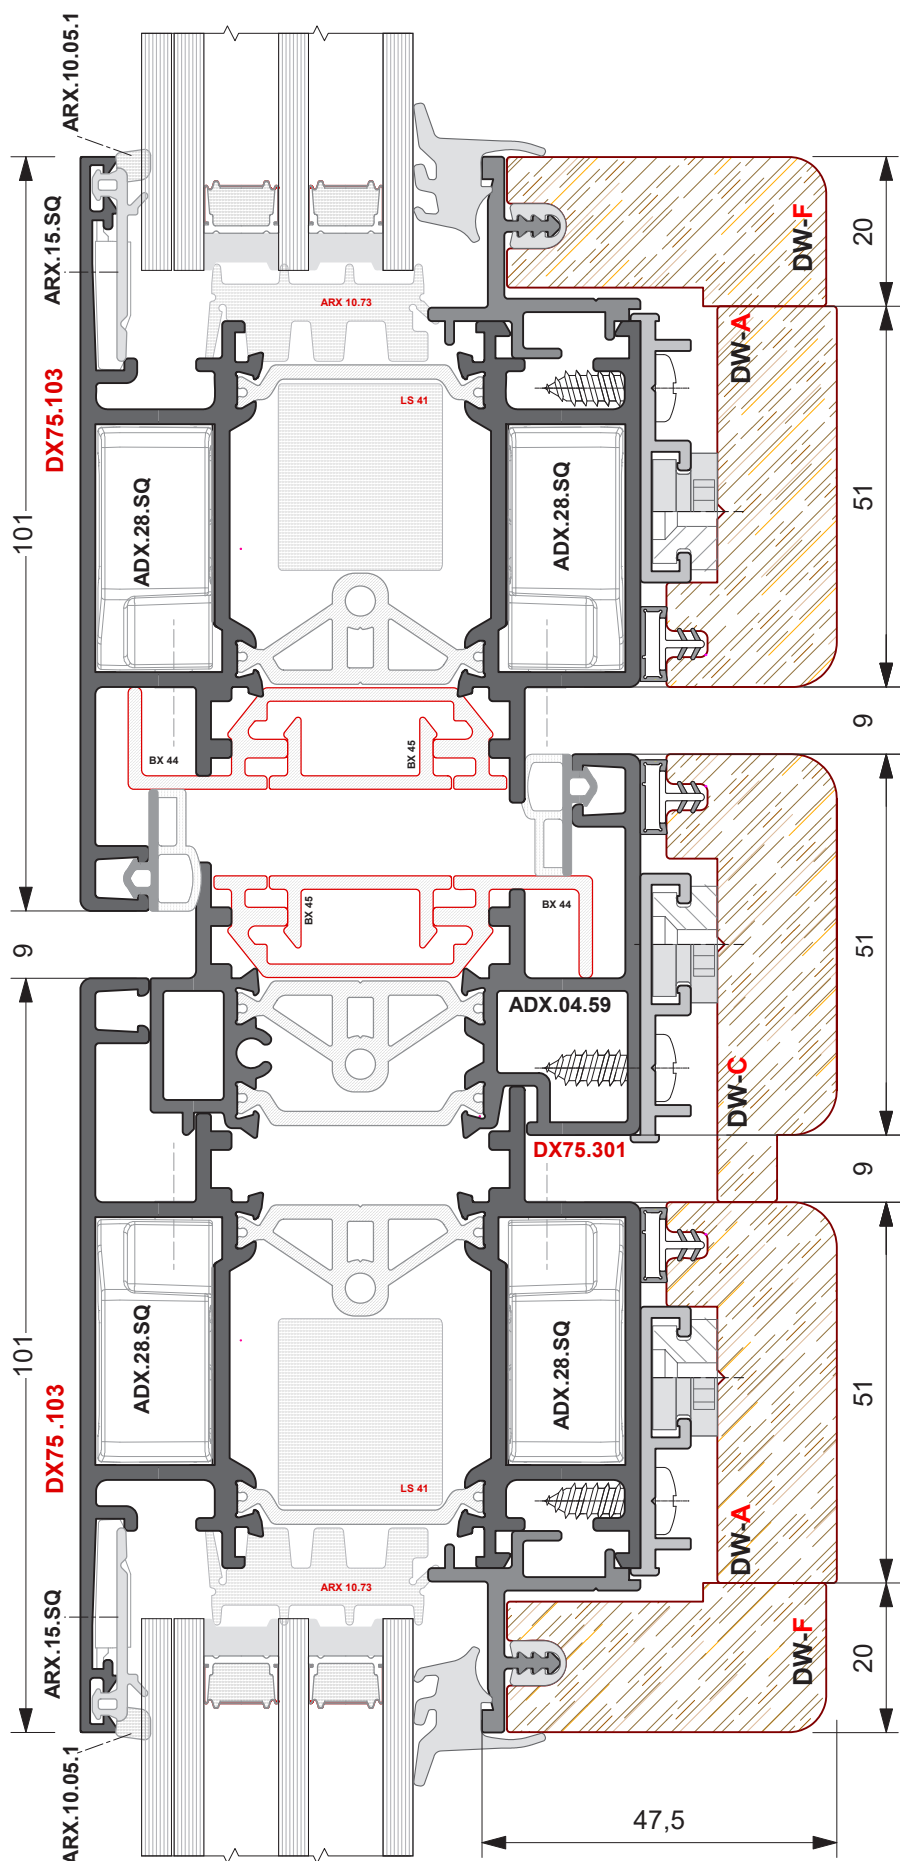 ARX.10.05.1
ARX.15.SQ
DX75.103
101
ADX.28.SQ
ARX 10.73
LS 41
ADX.28.SQ
DW-F
20
DW-A
51
9
BX 44
BX 45
BX 45
BX 44
9
ADX.04.59
51
DW-C
DX75.301
9
101
DX75 .103
ADX.28.SQ
ADX.28.SQ
LS 41
ARX 10.73
51
DW-A
ARX.15.SQ
DW-F
20
ARX.10.05.1
47,5